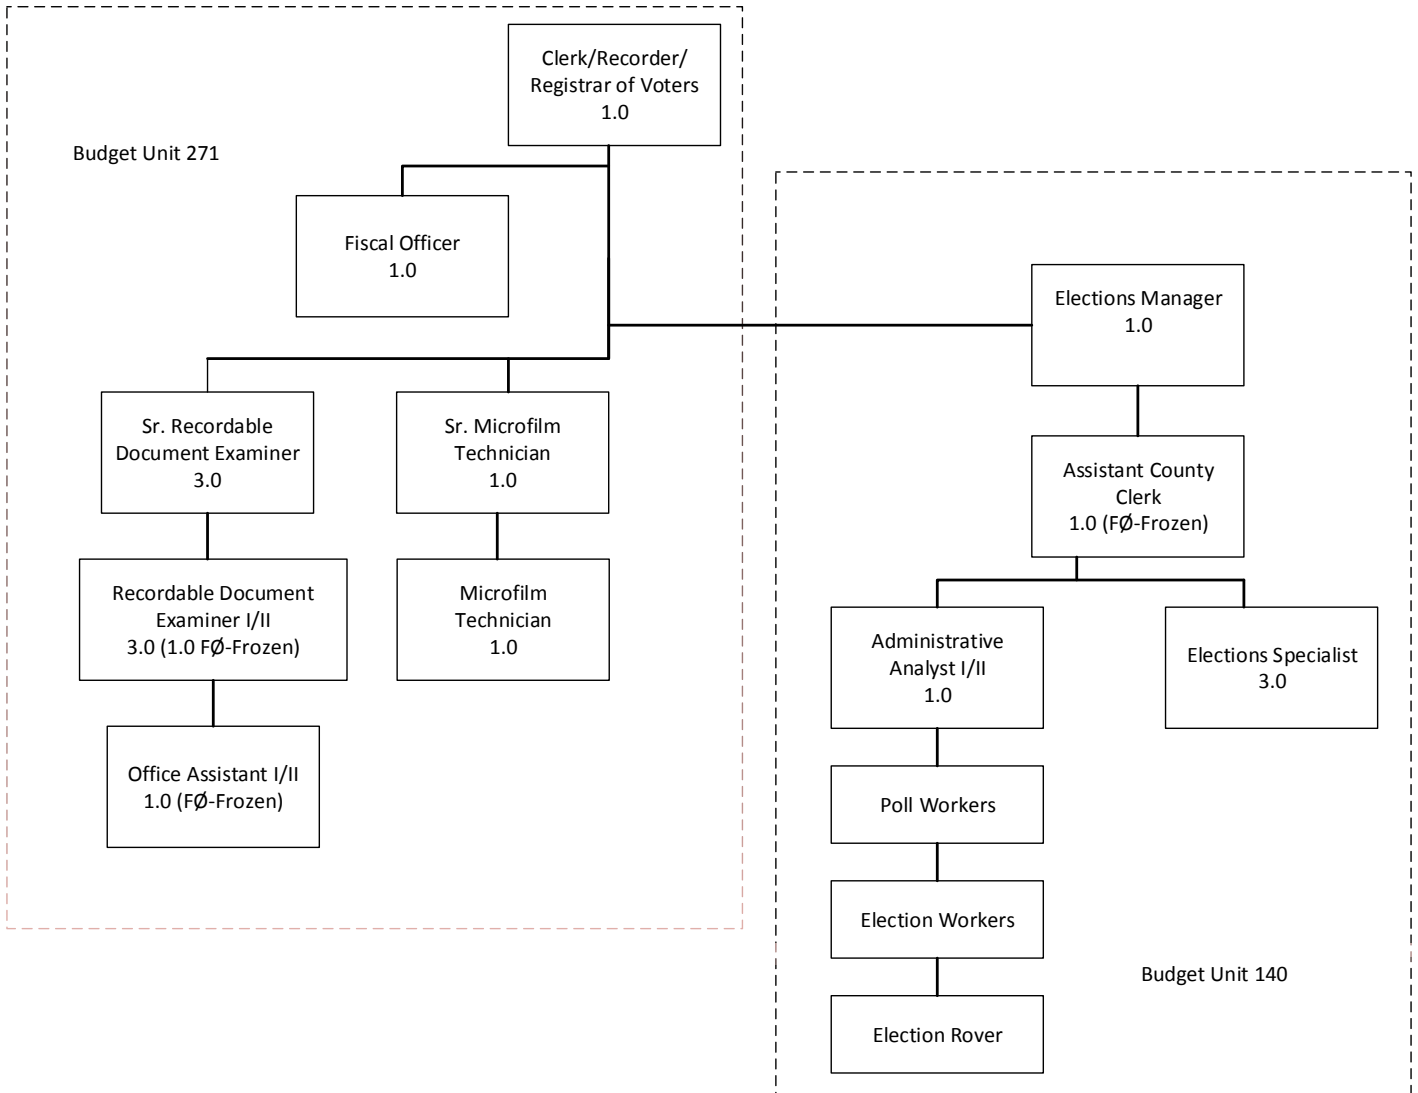 Clerk/Recorder/
Registrar of Voters
1.0
Budget Unit 271
Fiscal Officer
1.0
Elections Manager
1.0
Sr. Recordable
Document Examiner
3.0
Sr. Microfilm
Technician
1.0
Assistant County
Clerk
1.0 (FØ-Frozen)
Recordable Document
Examiner I/II
3.0 (1.0 FØ-Frozen)
Microfilm
Technician
1.0
Administrative
Analyst I/II
1.0
Elections Specialist
3.0
Office Assistant I/II
1.0 (FØ-Frozen)
Poll Workers
Election Workers
Budget Unit 140
Election Rover